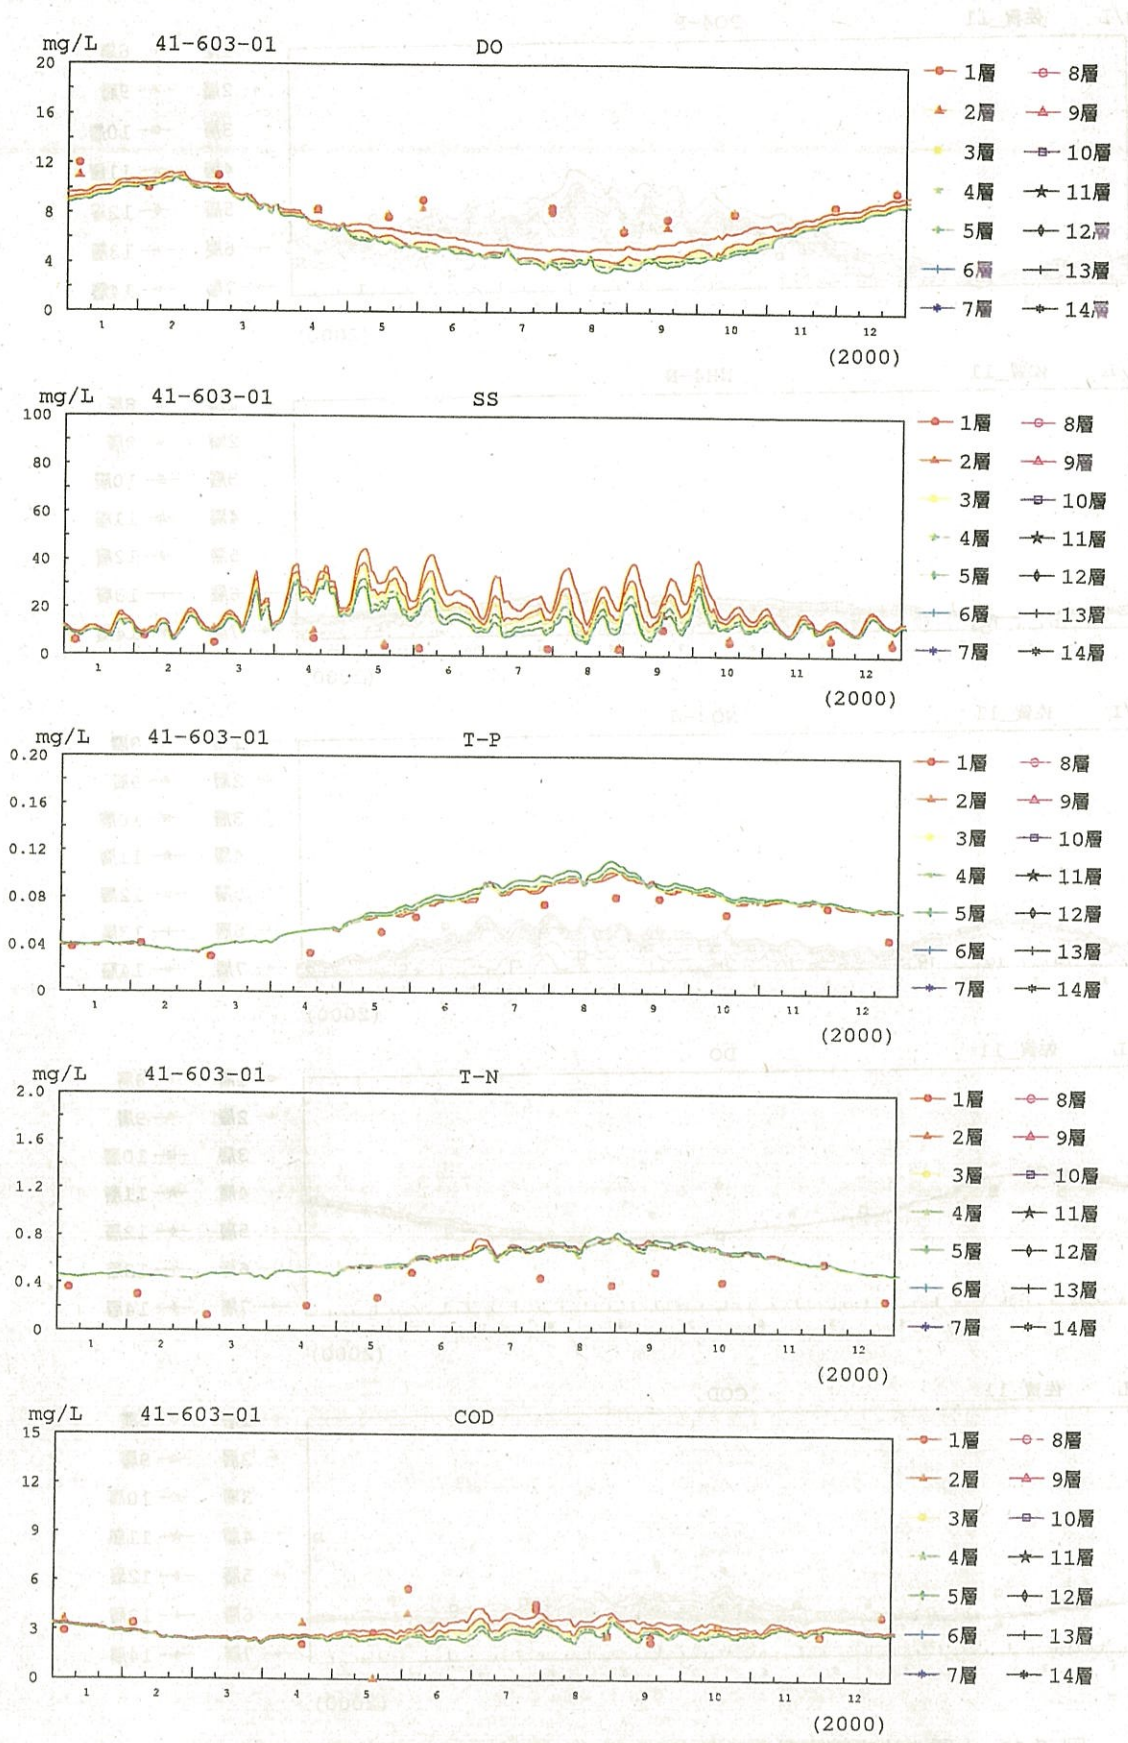 mg/L 41-603-01 DO
20
16
12
8
4
0
1 2 3 4 5 6 7 8 9 10 11 12
(2000)
1層 8層
2層 9層
3層 10層
4層 11層
5層 12層
6層 13層
7層 14層
mg/L 41-603-01 SS
100
80
60
40
20
0
1 2 3 4 5 6 7 8 9 10 11 12
(2000)
1層 8層
2層 9層
3層 10層
4層 11層
5層 12層
6層 13層
7層 14層
mg/L 41-603-01 T-P
0.20
0.16
0.12
0.08
0.04
0
1 2 3 4 5 6 7 8 9 10 11 12
(2000)
1層 8層
2層 9層
3層 10層
4層 11層
5層 12層
6層 13層
7層 14層
mg/L 41-603-01 T-N
2.0
1.6
1.2
0.8
0.4
0
1 2 3 4 5 6 7 8 9 10 11 12
(2000)
1層 8層
2層 9層
3層 10層
4層 11層
5層 12層
6層 13層
7層 14層
mg/L 41-603-01 COD
15
12
9
6
3
0
1 2 3 4 5 6 7 8 9 10 11 12
(2000)
1層 8層
2層 9層
3層 10層
4層 11層
5層 12層
6層 13層
7層 14層